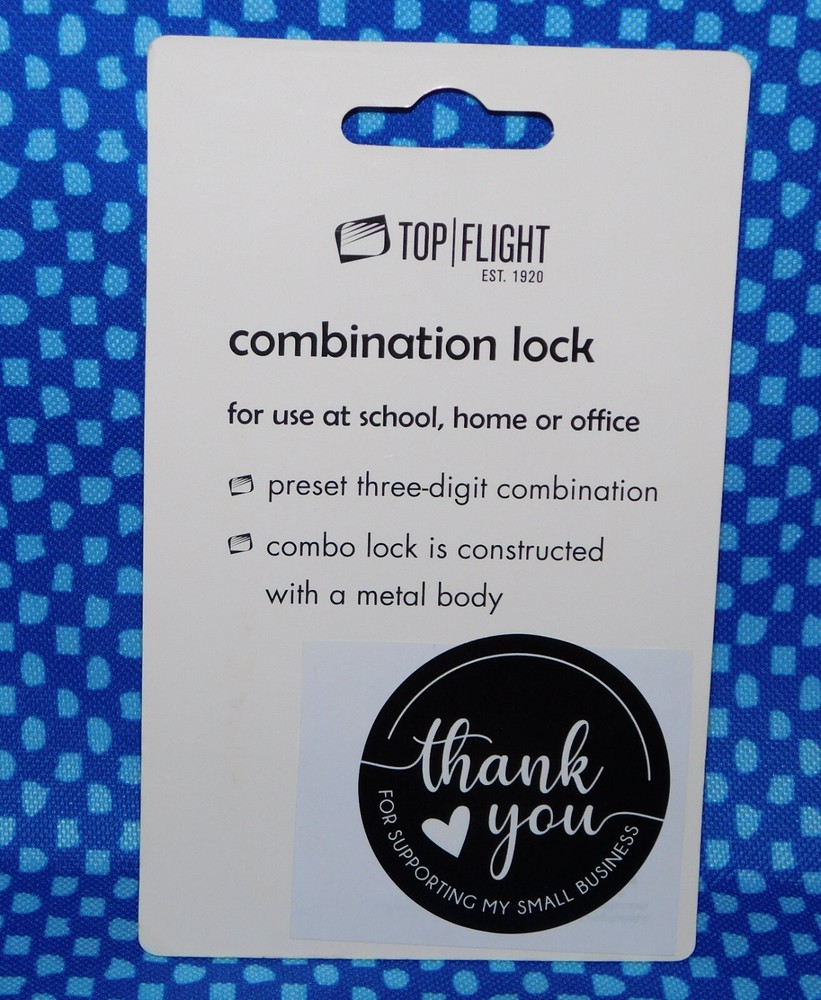 TOP|FLIGHT
EST. 1920
combination lock
for use at school, home or office
preset three-digit combination
combo lock is constructed
with a metal body
thank
you
FOR SUPPORTING MY SMALL BUSINESS